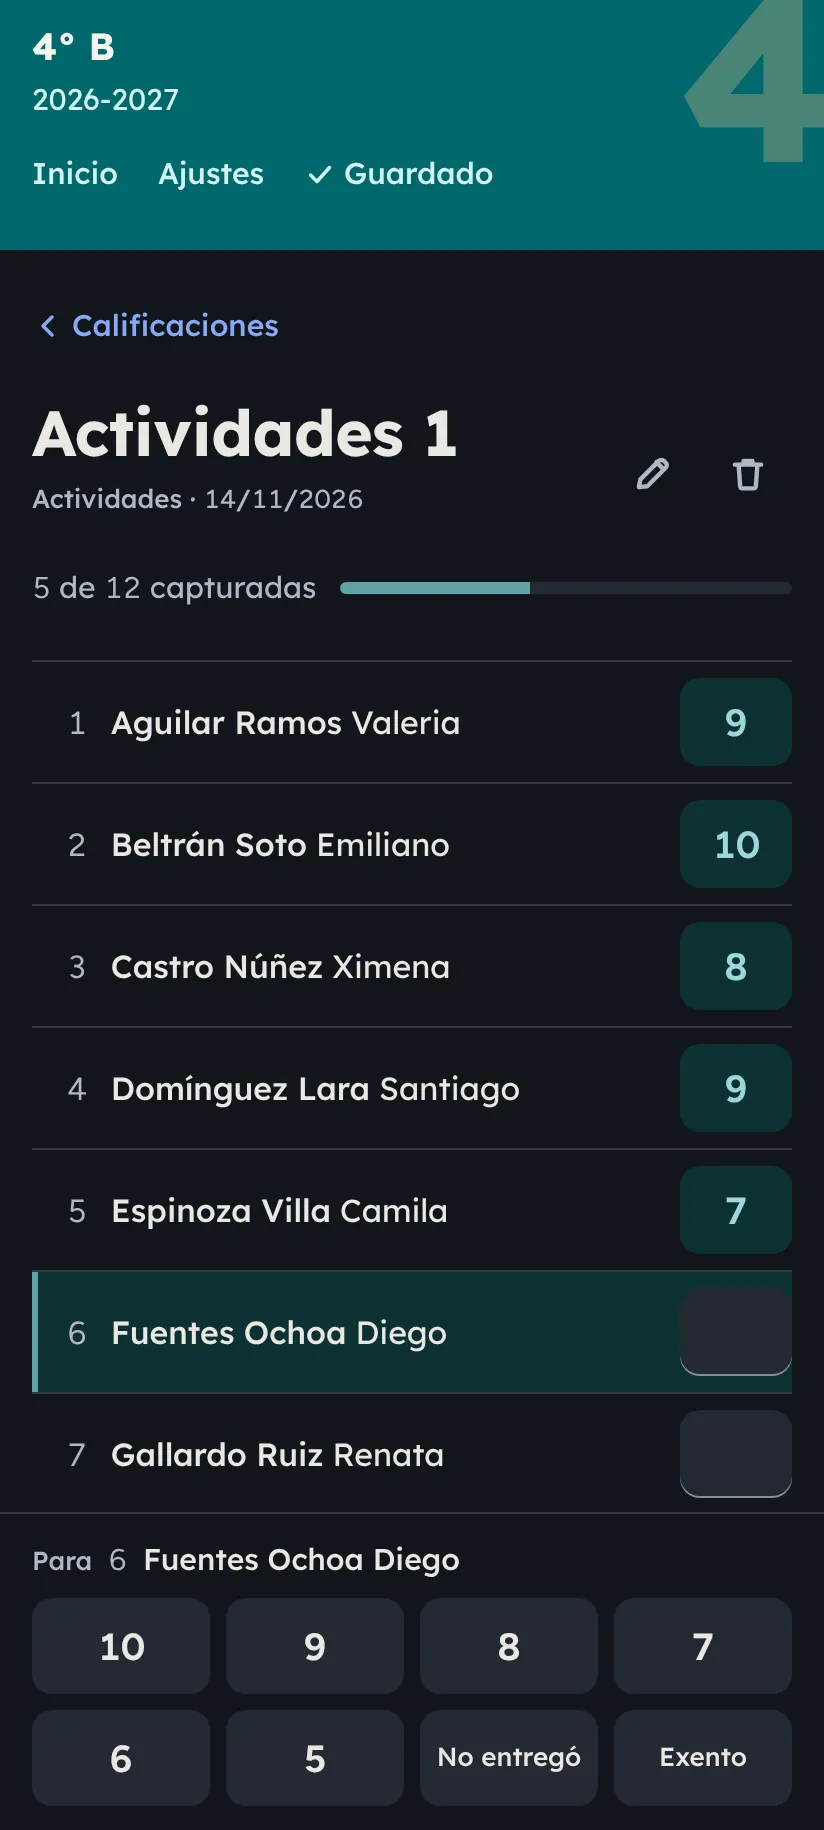 4° B
4
2026-2027
Inicio Ajustes Guardado
Calificaciones
Actividades 1
Actividades · 14/11/2026
5 de 12 capturadas
1 Aguilar Ramos Valeria 9
2 Beltrán Soto Emiliano 10
3 Castro Núñez Ximena 8
4 Domínguez Lara Santiago 9
5 Espinoza Villa Camila 7
6 Fuentes Ochoa Diego
7 Gallardo Ruiz Renata
Para 6 Fuentes Ochoa Diego
10 9 8 7
6 5 No entregó Exento